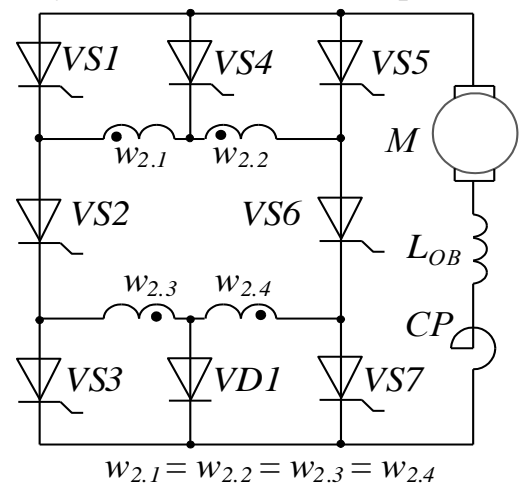 VS1 VS4 VS5
w2.1 w2.2 M
VS2 VS6
w2.3 w2.4 LOB
СР
VS3 VD1 VS7
w2.1 = w2.2 = w2.3 = w2.4